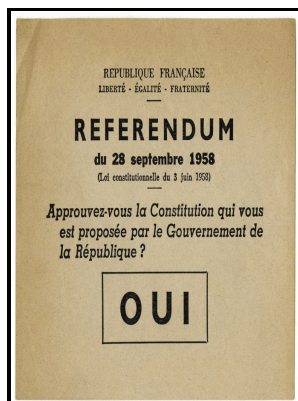 REPUBLIQUE FRANÇAISE
LIBERTÉ - ÉGALITÉ - FRATERNITÉ
REFERENDUM
du 28 septembre 1958
(Loi constitutionnelle du 3 juin 1958)
Approuvez-vous la Constitution qui vous
est proposée par le Gouvernement de
la République ?
OUI